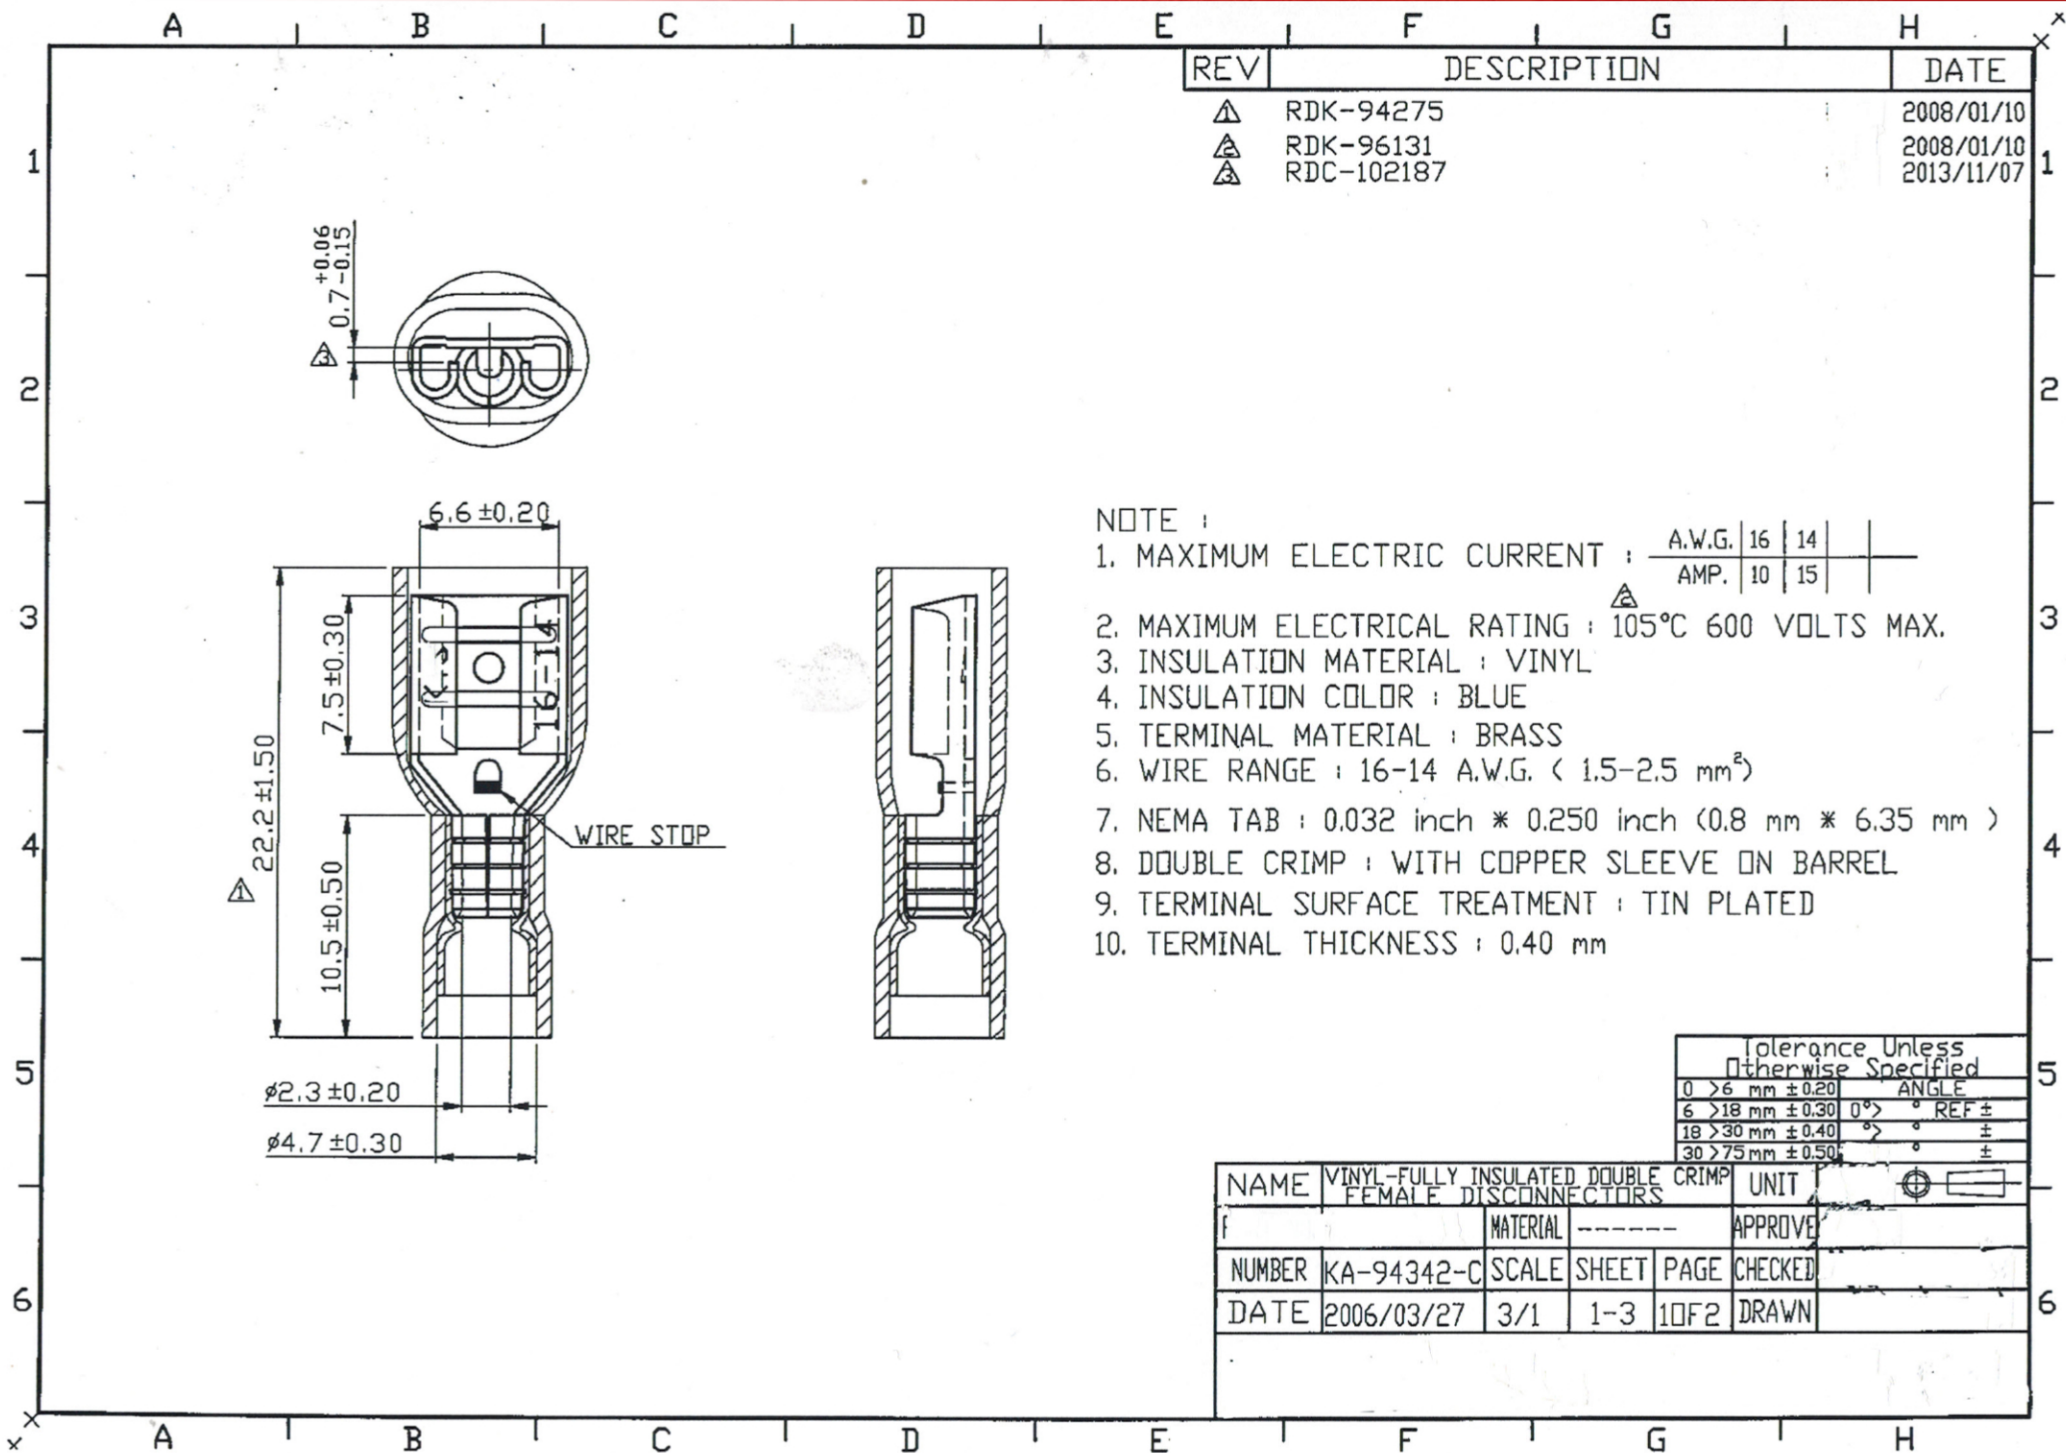 A B C D E F G H
REV DESCRIPTION DATE
1 RDK-94275 : 2008/01/10
2 RDK-96131 2008/01/10
3 RDC-102187 : 2013/11/07
1 1
+0.06
0.7-0.15
3
2 2
6.6±0.20
NOTE :
1. MAXIMUM ELECTRIC CURRENT : A.W.G. 16 14
AMP. 10 15
2
2. MAXIMUM ELECTRICAL RATING : 105°C 600 VOLTS MAX.
3. INSULATION MATERIAL : VINYL
4. INSULATION COLOR : BLUE
5. TERMINAL MATERIAL : BRASS
6. WIRE RANGE : 16-14 A.W.G. ( 1.5-2.5 mm²)
7. NEMA TAB : 0.032 inch * 0.250 inch (0.8 mm * 6.35 mm )
8. DOUBLE CRIMP : WITH COPPER SLEEVE ON BARREL
9. TERMINAL SURFACE TREATMENT : TIN PLATED
10. TERMINAL THICKNESS : 0.40 mm
3 3
7.5±0.30
16-14
22.2±1.50
1
WIRE STOP
4 4
10.5±0.50
5 5
ø2.3±0.20
ø4.7±0.30
Tolerance Unless
Otherwise Specified
0 >6 mm ±0.20 ANGLE
6 >18 mm ±0.30 0°> ° REF±
18 >30 mm ±0.40 °> ° ±
30 >75 mm ±0.50 ° ±
NAME VINYL-FULLY INSULATED DOUBLE CRIMP
FEMALE DISCONNECTORS UNIT
MATERIAL ------ APPROVE
NUMBER KA-94342-C SCALE SHEET PAGE CHECKED
DATE 2006/03/27 3/1 1-3 1OF2 DRAWN
6 6
A B C D E F G H